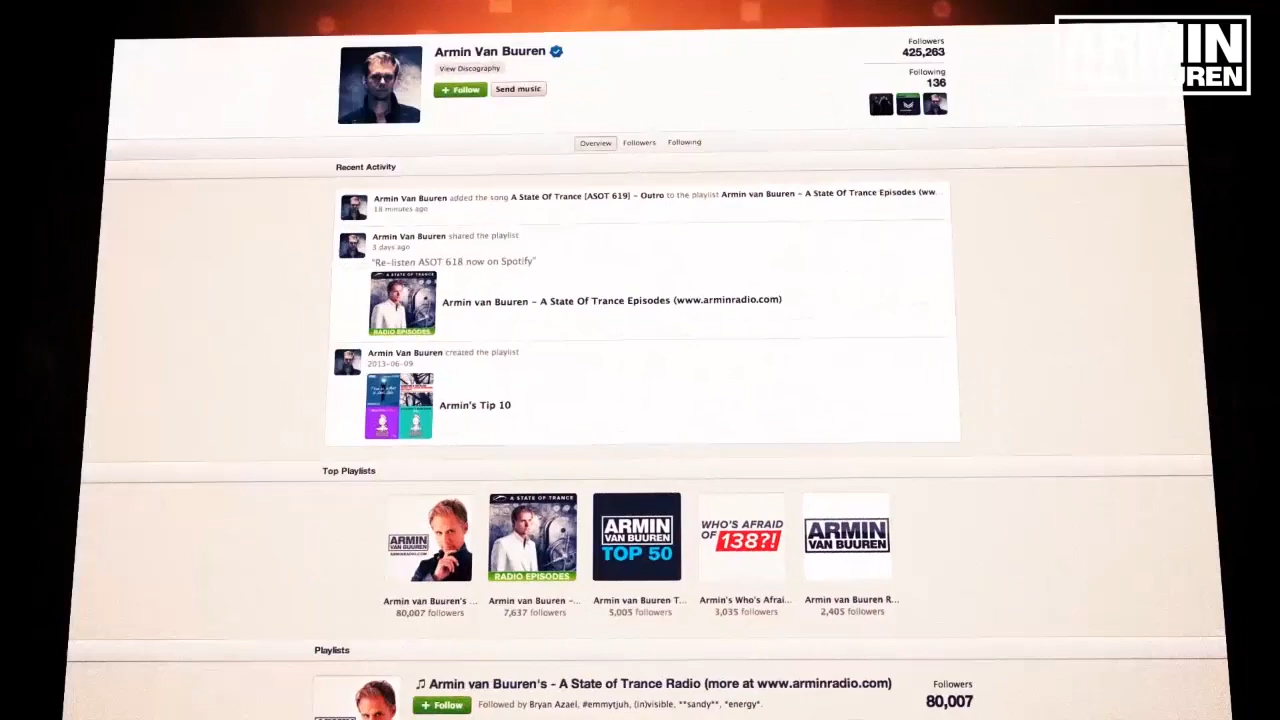 Armin Van Buuren
View Discography
+ Follow
Send music
Followers
425,263
Following
136
ARMIN
VAN BUUREN
Overview
Followers
Following
Recent Activity
Armin Van Buuren added the song A State Of Trance [ASOT 619] – Outro to the playlist Armin van Buuren – A State Of Trance Episodes (ww...
18 minutes ago
Armin Van Buuren shared the playlist
3 days ago
"Re-listen ASOT 618 now on Spotify"
A STATE OF TRANCE
RADIO EPISODES
Armin van Buuren – A State Of Trance Episodes (www.arminradio.com)
Armin Van Buuren created the playlist
2013-06-09
Armin's Tip 10
Top Playlists
ARMIN
VAN BUUREN
ARMINRADIO.COM
A STATE OF TRANCE
RADIO EPISODES
ARMIN
VAN BUUREN
TOP 50
WHO'S AFRAID
OF 138?!
ARMIN
VAN BUUREN
Armin van Buuren's ...
80,007 followers
Armin van Buuren –...
7,637 followers
Armin van Buuren T...
5,005 followers
Armin's Who's Afrai...
3,035 followers
Armin van Buuren R...
2,405 followers
Playlists
♫ Armin van Buuren's - A State of Trance Radio (more at www.arminradio.com)
+ Follow
Followed by Bryan Azael, #emmytjuh, (in)visible, **sandy**, *energy*.
Followers
80,007